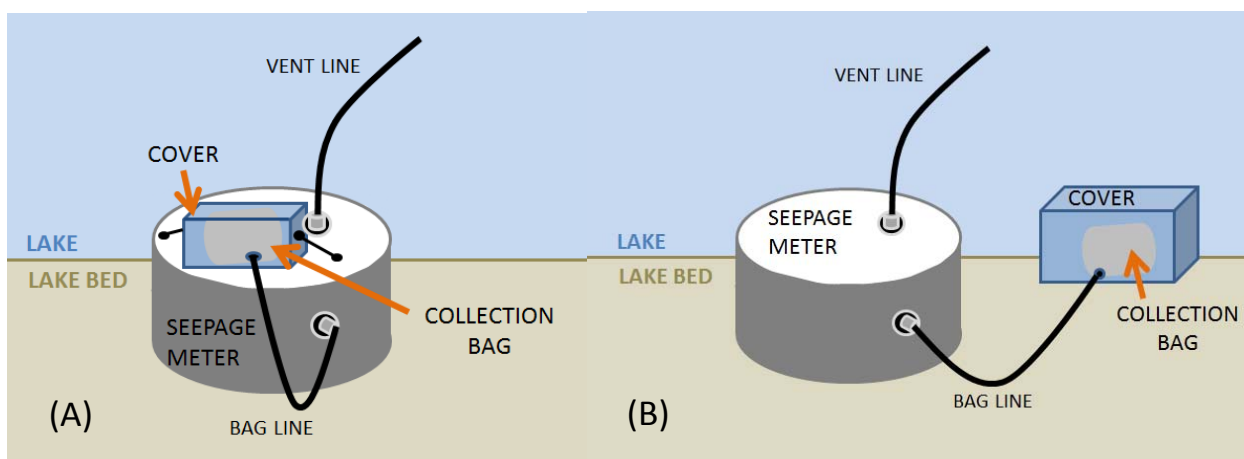 VENT LINE
COVER
LAKE
LAKE BED
SEEPAGE
METER
COLLECTION
BAG
BAG LINE
(A)
VENT LINE
SEEPAGE
METER
COVER
LAKE
LAKE BED
COLLECTION
BAG
BAG LINE
(B)